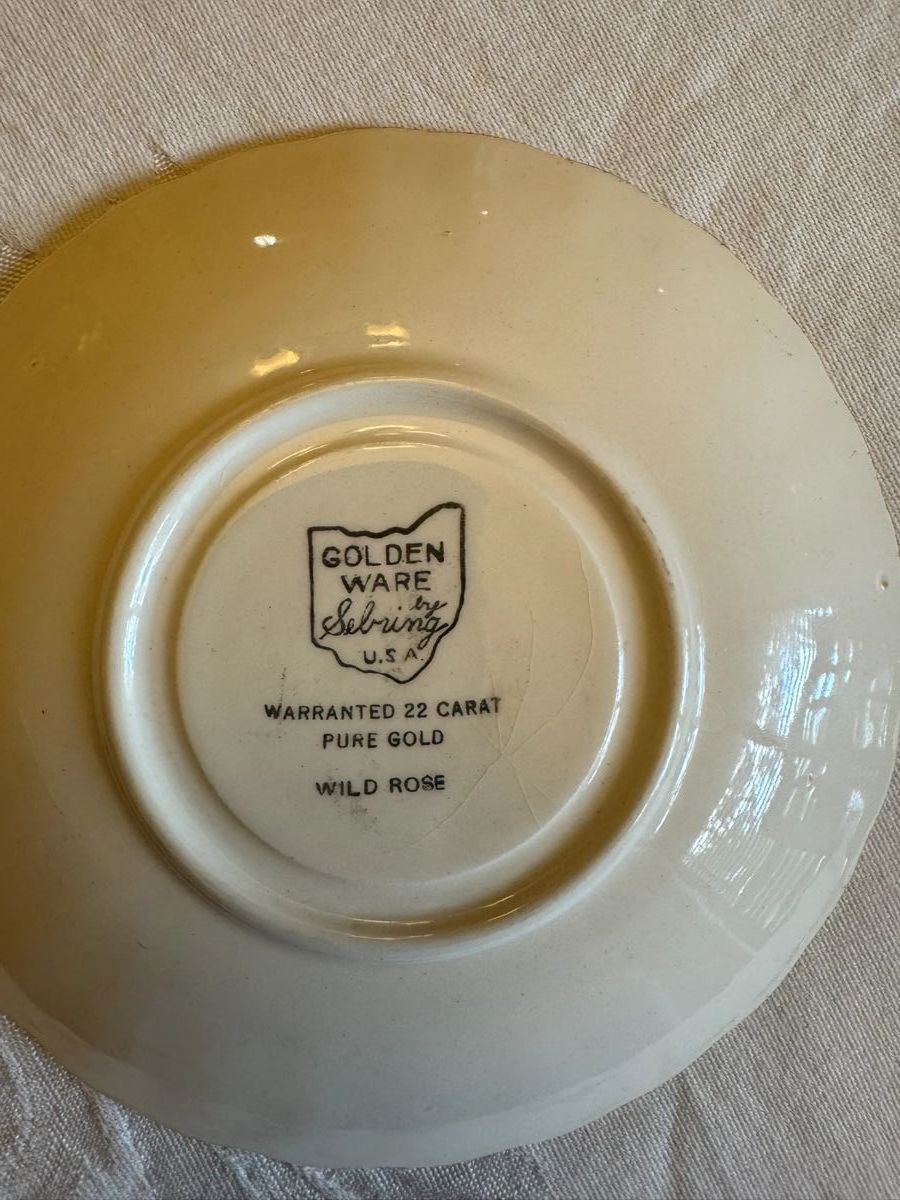 GOLDEN
WARE
by
Sebring
U.S.A.
WARRANTED 22 CARAT
PURE GOLD
WILD ROSE